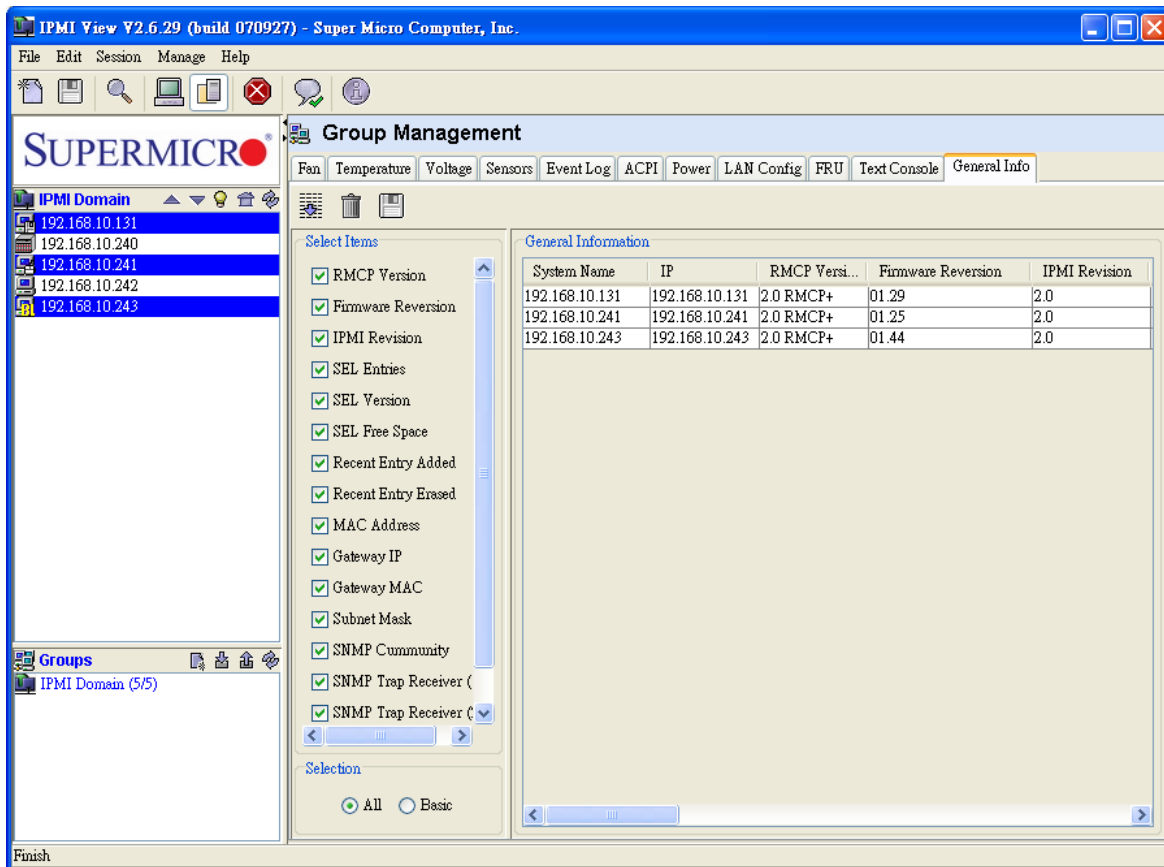 IPMI View V2.6.29 (build 070927) - Super Micro Computer, Inc.
File Edit Session Manage Help
SUPERMICRO®
IPMI Domain
192.168.10.131
192.168.10.240
192.168.10.241
192.168.10.242
192.168.10.243
Groups
IPMI Domain (5/5)
Group Management
Fan Temperature Voltage Sensors Event Log ACPI Power LAN Config FRU Text Console General Info
Select Items
RMCP Version
Firmware Reversion
IPMI Revision
SEL Entries
SEL Version
SEL Free Space
Recent Entry Added
Recent Entry Erased
MAC Address
Gateway IP
Gateway MAC
Subnet Mask
SNMP Cummunity
SNMP Trap Receiver (
SNMP Trap Receiver (
Selection
All Basic
General Information
System Name IP RMCP Versi... Firmware Reversion IPMI Revision
192.168.10.131 192.168.10.131 2.0 RMCP+ 01.29 2.0
192.168.10.241 192.168.10.241 2.0 RMCP+ 01.25 2.0
192.168.10.243 192.168.10.243 2.0 RMCP+ 01.44 2.0
Finish